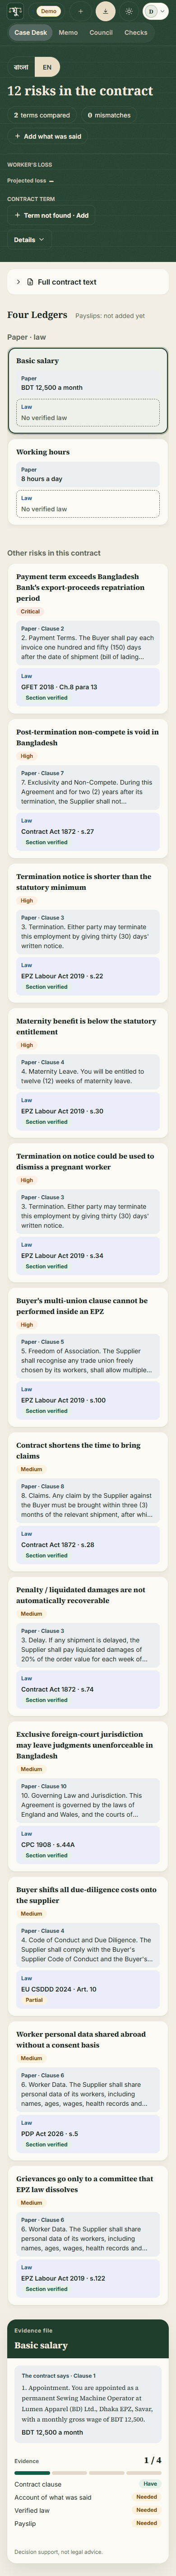 Demo
D
Case Desk Memo Council Checks
বাংলা EN
12 risks in the contract
2 terms compared 0 mismatches
+ Add what was said
WORKER'S LOSS
Projected loss –
CONTRACT TERM
+ Term not found · Add
Details
Full contract text
Four Ledgers Payslips: not added yet
Paper · law
Basic salary
Paper
BDT 12,500 a month
Law
No verified law
Working hours
Paper
8 hours a day
Law
No verified law
Other risks in this contract
Payment term exceeds Bangladesh
Bank's export-proceeds repatriation
period
Critical
Paper · Clause 2
2. Payment Terms. The Buyer shall pay each
invoice one hundred and fifty (150) days
after the date of shipment (bill of lading...
Law
GFET 2018 · Ch.8 para 13
Section verified
Post-termination non-compete is void in
Bangladesh
High
Paper · Clause 7
7. Exclusivity and Non-Compete. During this
Agreement and for two (2) years after its
termination, the Supplier shall not...
Law
Contract Act 1872 · s.27
Section verified
Termination notice is shorter than the
statutory minimum
High
Paper · Clause 3
3. Termination. Either party may terminate
this employment by giving thirty (30) days'
written notice.
Law
EPZ Labour Act 2019 · s.22
Section verified
Maternity benefit is below the statutory
entitlement
High
Paper · Clause 4
4. Maternity Leave. You will be entitled to
twelve (12) weeks of maternity leave.
Law
EPZ Labour Act 2019 · s.30
Section verified
Termination on notice could be used to
dismiss a pregnant worker
High
Paper · Clause 3
3. Termination. Either party may terminate
this employment by giving thirty (30) days'
written notice.
Law
EPZ Labour Act 2019 · s.34
Section verified
Buyer's multi-union clause cannot be
performed inside an EPZ
High
Paper · Clause 5
5. Freedom of Association. The Supplier
shall recognise any trade union freely
chosen by its workers, shall allow multiple...
Law
EPZ Labour Act 2019 · s.100
Section verified
Contract shortens the time to bring
claims
Medium
Paper · Clause 8
8. Claims. Any claim by the Supplier against
the Buyer must be brought within three (3)
months of the relevant shipment, after whi...
Law
Contract Act 1872 · s.28
Section verified
Penalty / liquidated damages are not
automatically recoverable
Medium
Paper · Clause 3
3. Delay. If any shipment is delayed, the
Supplier shall pay liquidated damages of
20% of the order value for each week of...
Law
Contract Act 1872 · s.74
Section verified
Exclusive foreign-court jurisdiction
may leave judgments unenforceable in
Bangladesh
Medium
Paper · Clause 10
10. Governing Law and Jurisdiction. This
Agreement is governed by the laws of
England and Wales, and the courts of...
Law
CPC 1908 · s.44A
Section verified
Buyer shifts all due-diligence costs onto
the supplier
Medium
Paper · Clause 4
4. Code of Conduct and Due Diligence. The
Supplier shall comply with the Buyer's
Supplier Code of Conduct and the Buyer's...
Law
EU CSDDD 2024 · Art. 10
Partial
Worker personal data shared abroad
without a consent basis
Medium
Paper · Clause 6
6. Worker Data. The Supplier shall share
personal data of its workers, including
names, ages, wages, health records and...
Law
PDP Act 2026 · s.5
Section verified
Grievances go only to a committee that
EPZ law dissolves
Medium
Paper · Clause 6
6. Worker Data. The Supplier shall share
personal data of its workers, including
names, ages, wages, health records and...
Law
EPZ Labour Act 2019 · s.122
Section verified
Evidence file
Basic salary
The contract says · Clause 1
1. Appointment. You are appointed as a
permanent Sewing Machine Operator at
Lumen Apparel (BD) Ltd., Dhaka EPZ, Savar,
with a monthly gross wage of BDT 12,500.
BDT 12,500 a month
Evidence 1 / 4
Contract clause Have
Account of what was said Needed
Verified law Needed
Payslip Needed
Decision support, not legal advice.